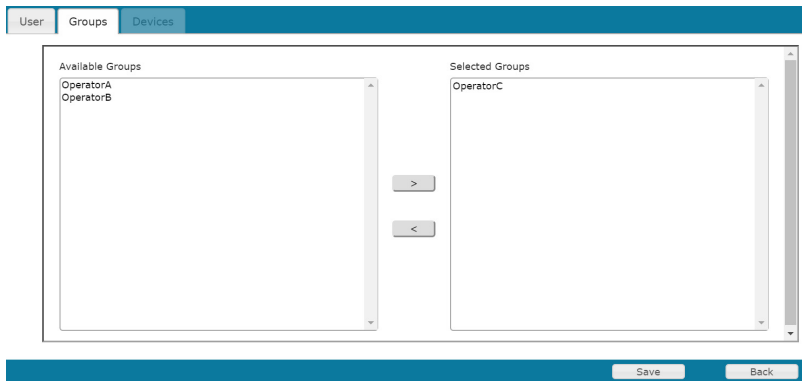 User Groups Devices
Available Groups
OperatorA
OperatorB
>
<
Selected Groups
OperatorC
Save Back